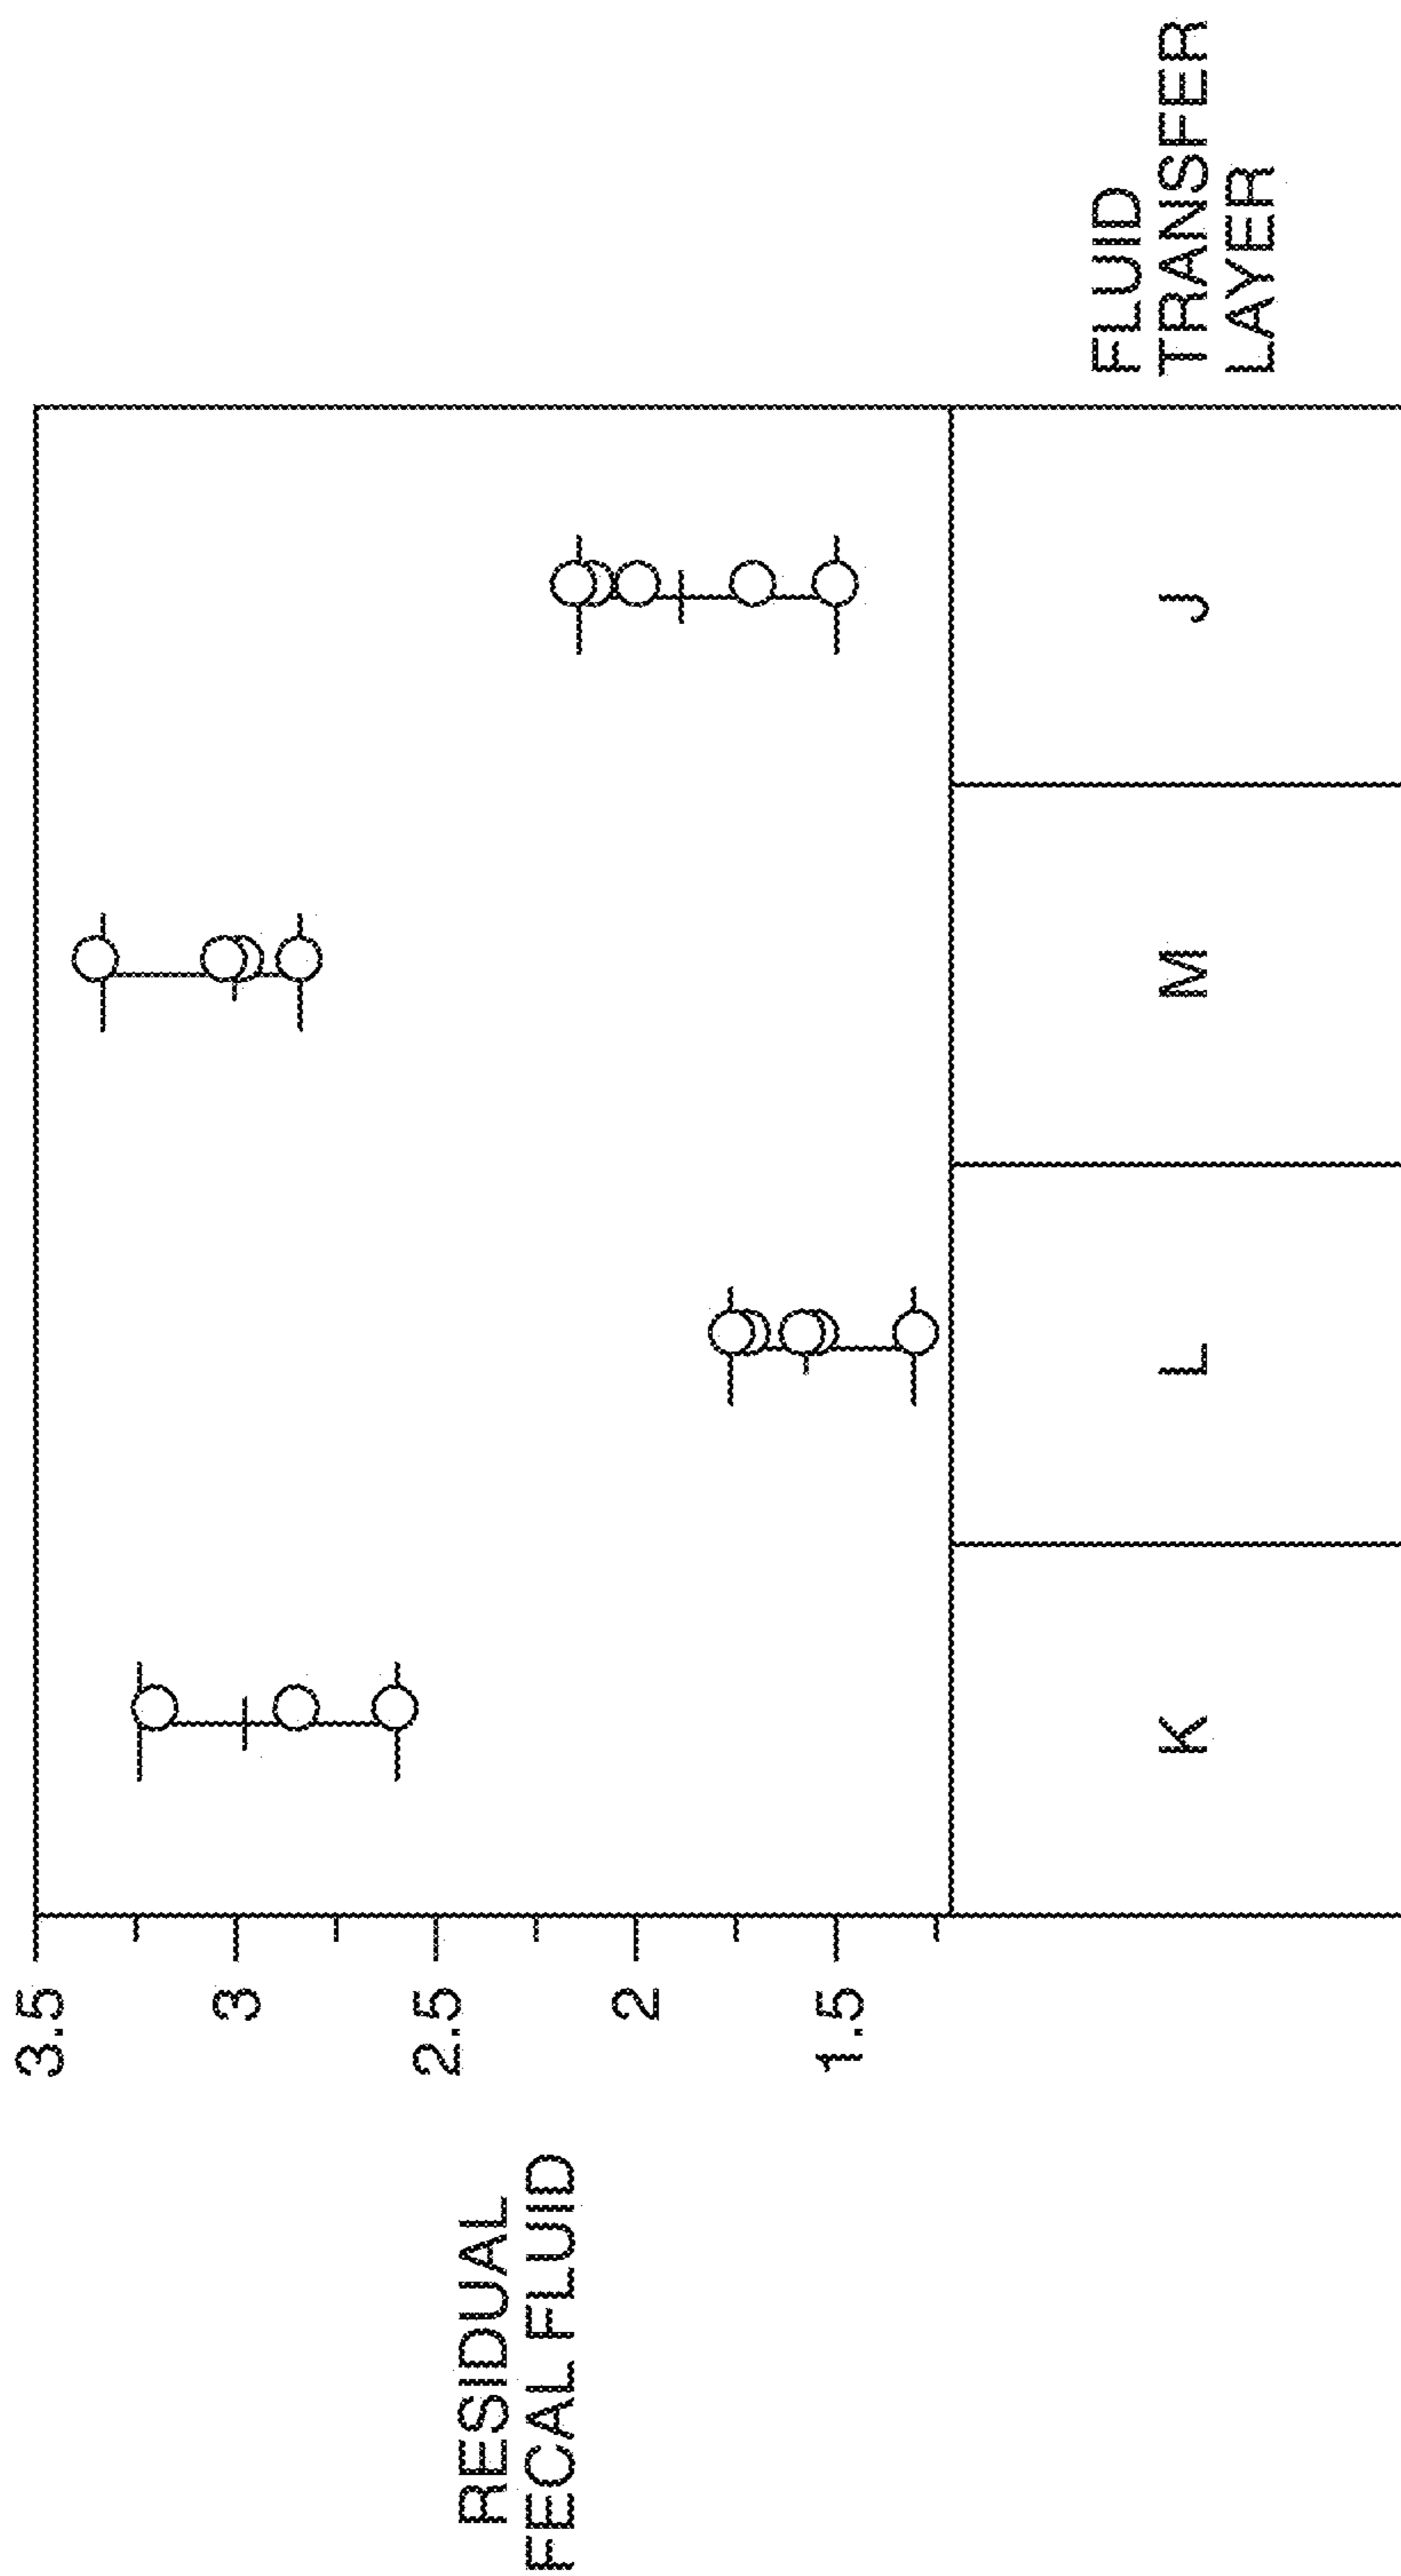 RESIDUAL
FECAL FLUID
3.5
3
2.5
2
1.5
K
L
M
J
FLUID
TRANSFER
LAYER